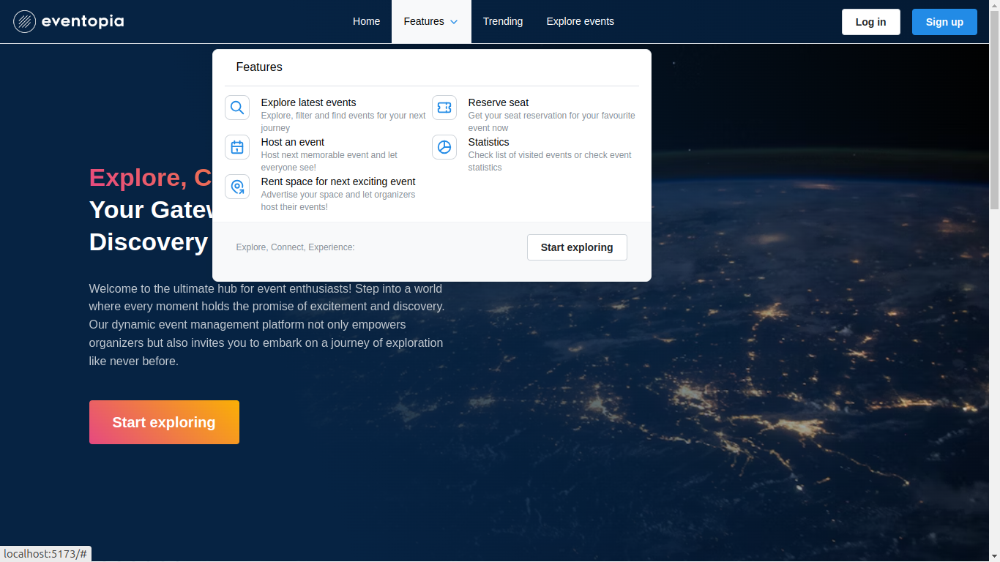 eventopia
Home
Features
Trending
Explore events
Log in
Sign up
Features
Explore latest events
Explore, filter and find events for your next
journey
Reserve seat
Get your seat reservation for your favourite
event now
Host an event
Host next memorable event and let
everyone see!
Statistics
Check list of visited events or check event
statistics
Rent space for next exciting event
Advertise your space and let organizers
host their events!
Explore, Connect, Experience:
Start exploring
Explore,
Your
Discovery
Welcome to the ultimate hub for event enthusiasts! Step into a world
where every moment holds the promise of excitement and discovery.
Our dynamic event management platform not only empowers
organizers but also invites you to embark on a journey of exploration
like never before.
Start exploring
localhost:5173/#